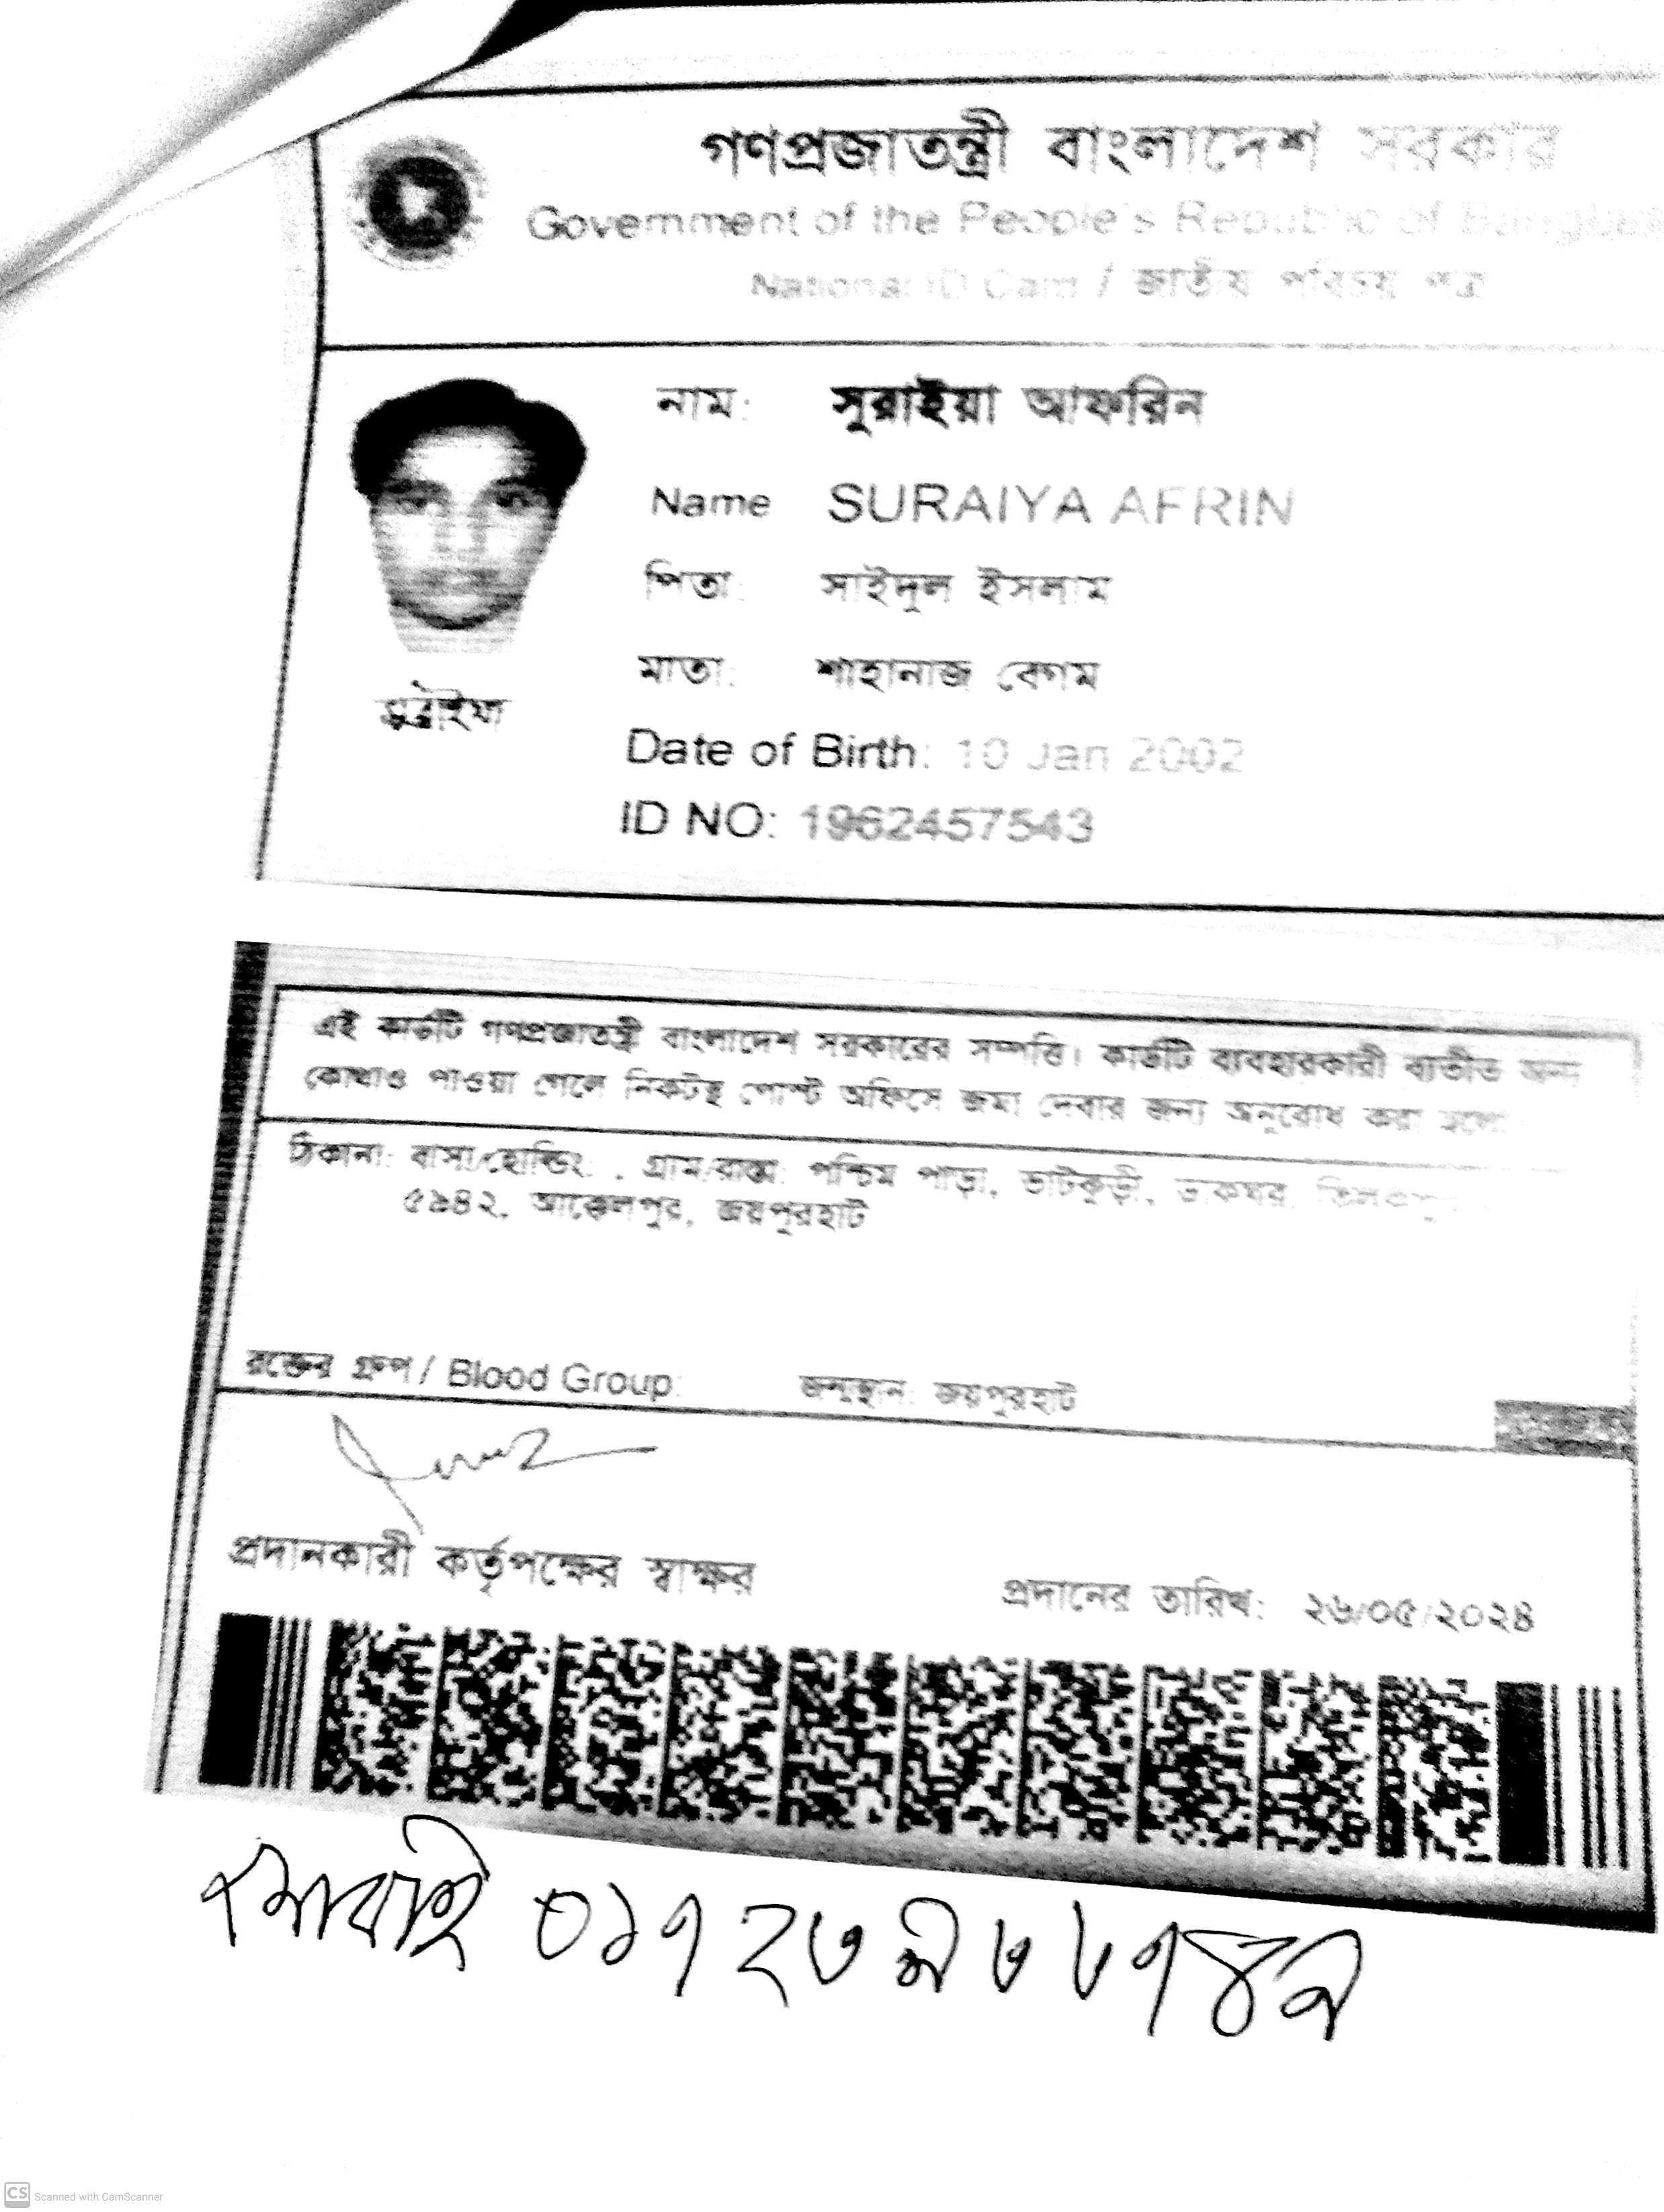 গণপ্রজাতন্ত্রী বাংলাদেশ সরকার
Government of the People's Republic of
National ID Card / জাতীয় পরিচয় পত্র
নাম: সুরাইয়া আফরিন
Name SURAIYA AFRIN
পিতা: সাইদুল ইসলাম
মাতা: শাহানাজ বেগম
সুরাইয়া
Date of Birth: 10 Jan 2002
ID NO: 1962457543
এই কার্ডটি গণপ্রজাতন্ত্রী বাংলাদেশ সরকারের সম্পত্তি। কার্ডটি ব্যবহারকারী ব্যতীত অন্য
কোথাও পাওয়া গেলে নিকটস্থ পোস্ট অফিসে জমা দেবার জন্য অনুরোধ করা হলো
ঠিকানা: বাসা/হোল্ডিং: , গ্রাম/রাস্তা: পশ্চিম পাড়া, ভাটকুড়ী, ডাকঘর:
৫৯৪২, আক্কেলপুর, জয়পুরহাট
রক্তের গ্রুপ / Blood Group: জন্মস্থান: জয়পুরহাট
প্রদানকারী কর্তৃপক্ষের স্বাক্ষর
প্রদানের তারিখ: ২৬/০৫/২০২৪
CS Scanned with CamScanner